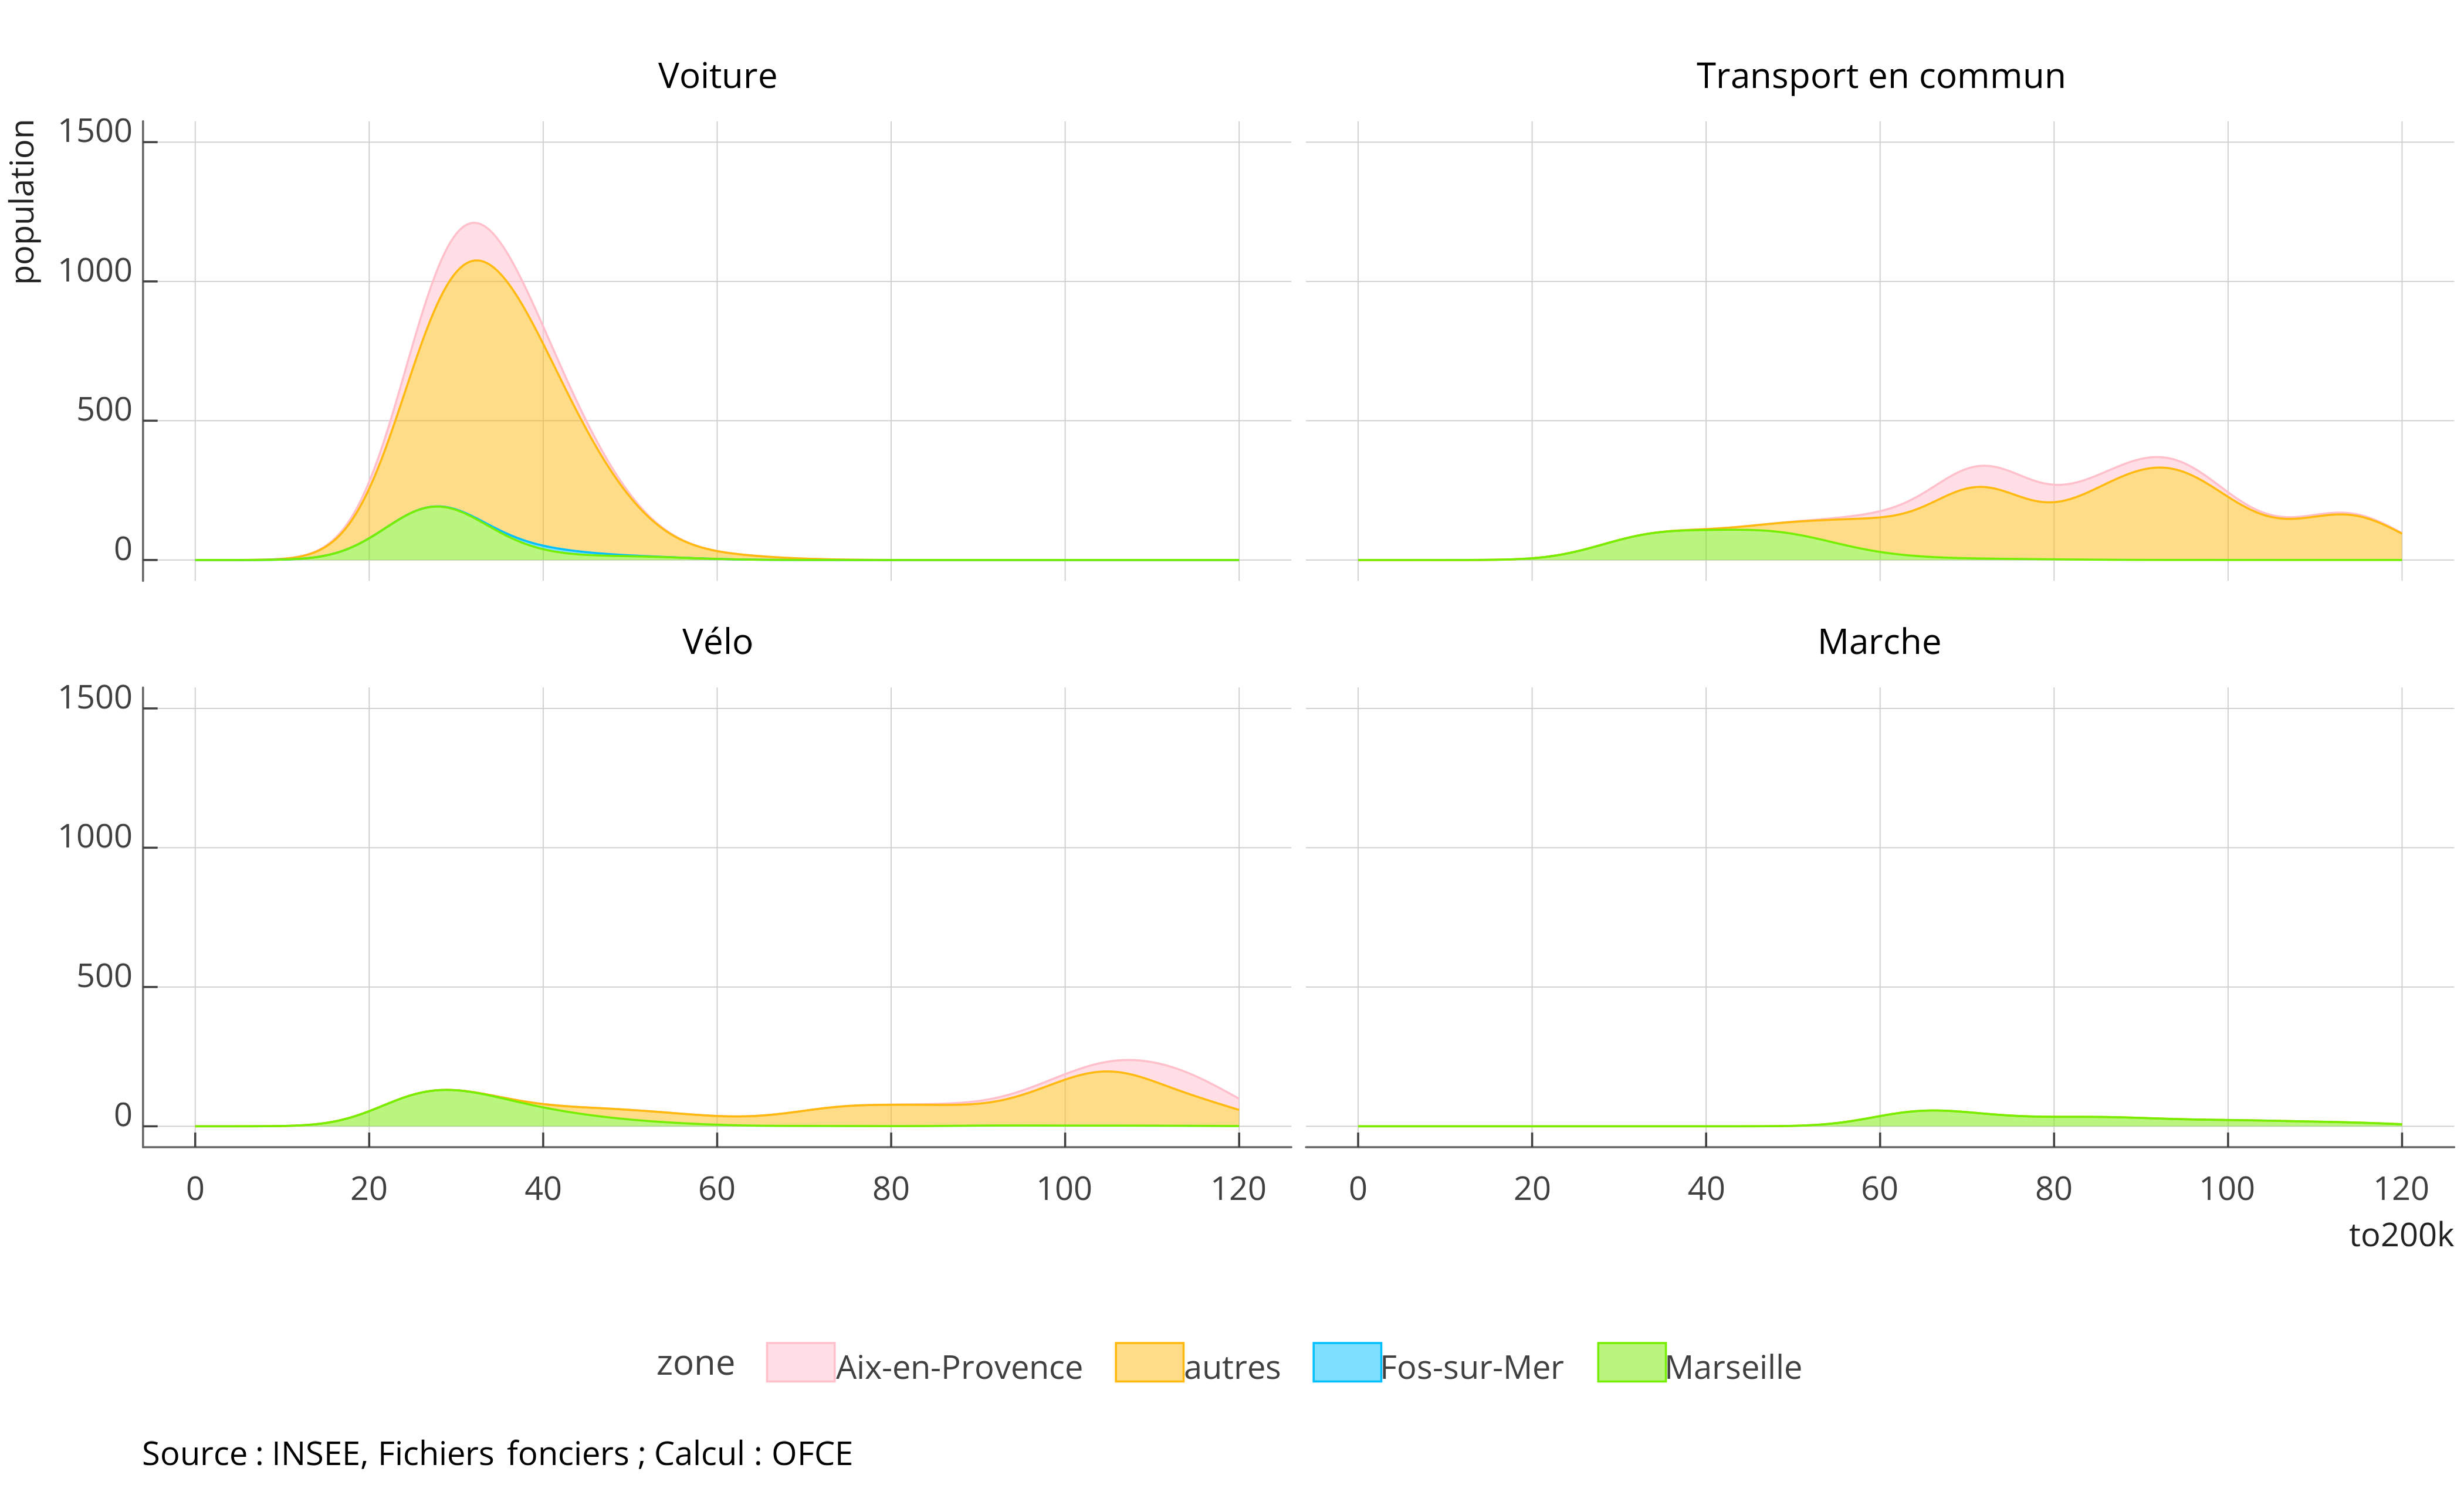 Voiture
Transport en commun
population
1500
1000
500
0
Vélo
Marche
1500
1000
500
0
0 20 40 60 80 100 120
0 20 40 60 80 100 120
to200k
zone Aix-en-Provence autres Fos-sur-Mer Marseille
Source : INSEE, Fichiers fonciers ; Calcul : OFCE